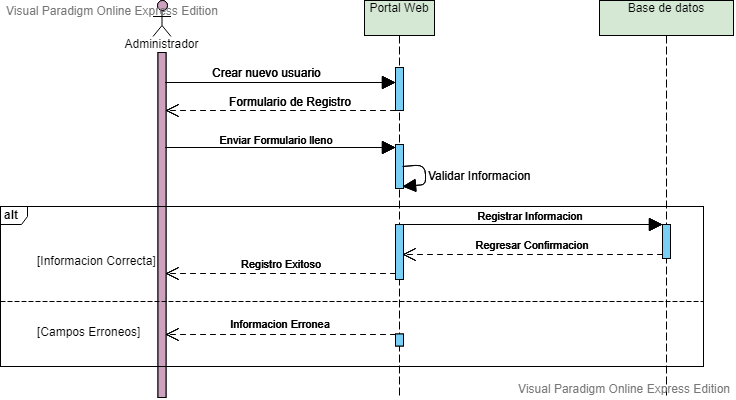 Visual Paradigm Online Express Edition
Portal Web
Base de datos
Administrador
Crear nuevo usuario
Formulario de Registro
Enviar Formulario lleno
Validar Informacion
alt
Registrar Informacion
Regresar Confirmacion
[Informacion Correcta]
Registro Exitoso
Informacion Erronea
[Campos Erroneos]
Visual Paradigm Online Express Edition